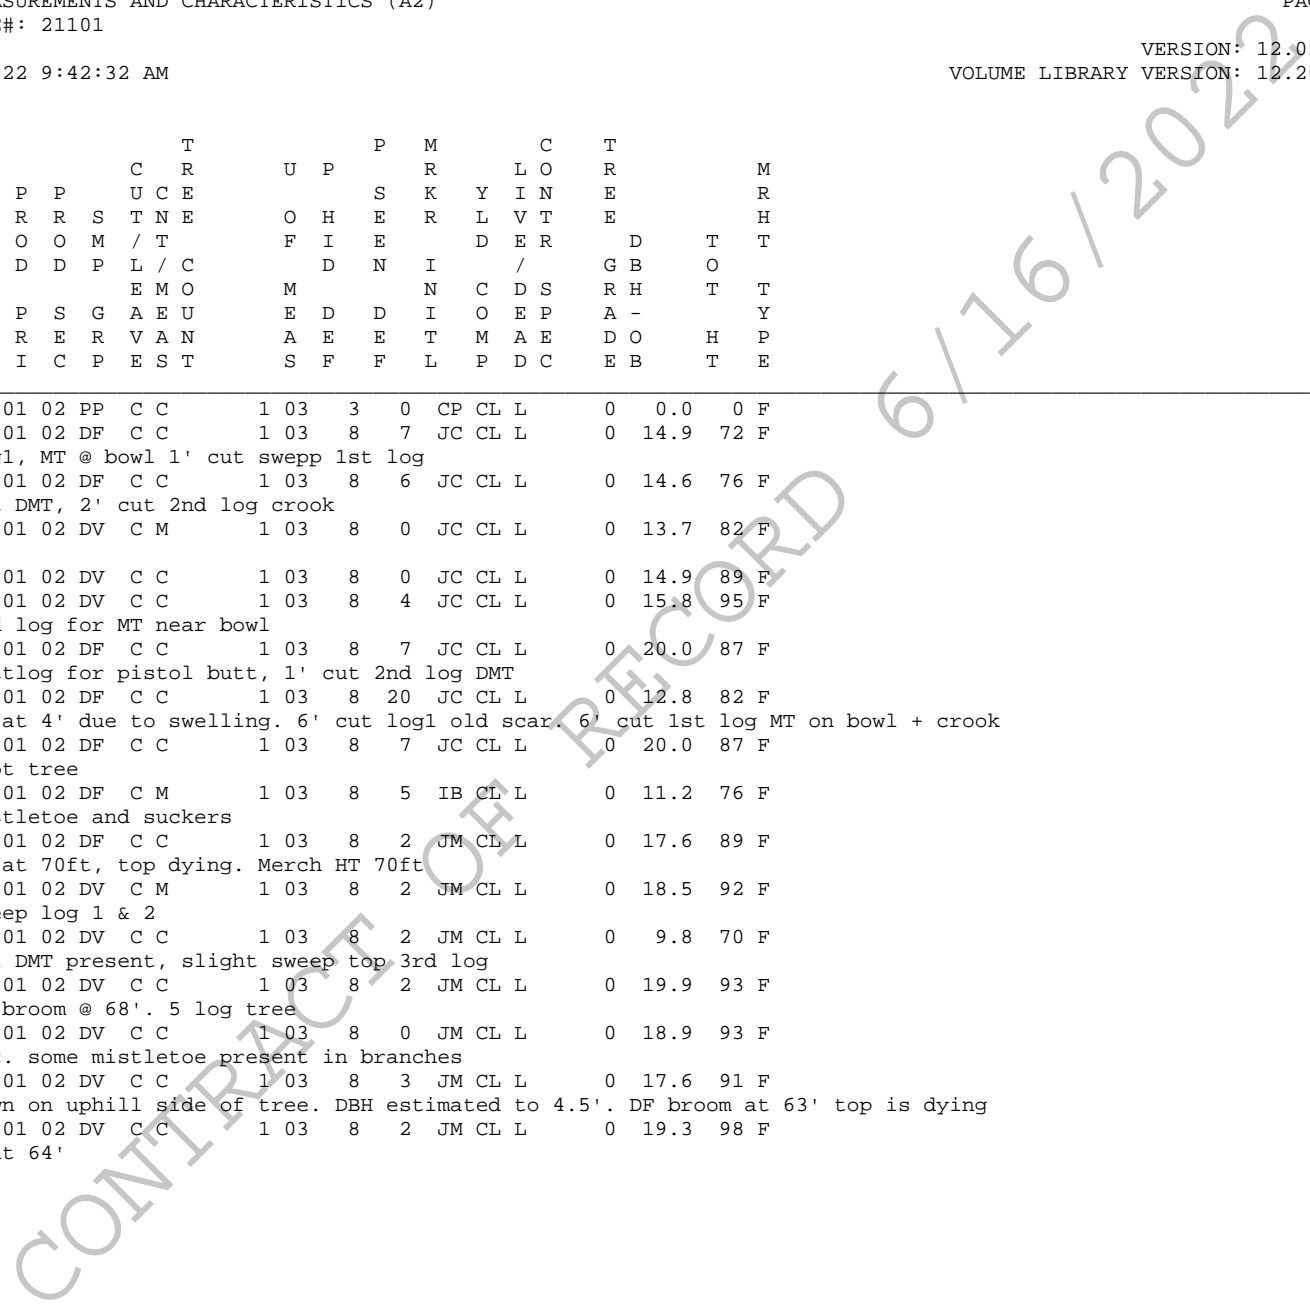 ASUREMENTS AND CHARACTERISTICS (A2) PAG
#: 21101
VERSION: 12.0
22 9:42:32 AM VOLUME LIBRARY VERSION: 12.2
T P M C T
C R U P R L O R M
P P U C E S K Y I N E R
R R S T N E O H E R L V T E H
O O M / T F I E D E R D T T
D D P L / C D N I / G B O
E M O M N C D S R H T T
P S G A E U E D D I O E P A - Y
R E R V A N A E E T M A E D O H P
I C P E S T S F F L P D C E B T E
01 02 PP C C 1 03 3 0 CP CL L 0 0.0 0 F
01 02 DF C C 1 03 8 7 JC CL L 0 14.9 72 F
g1, MT @ bowl 1' cut swepp 1st log
01 02 DF C C 1 03 8 6 JC CL L 0 14.6 76 F
DMT, 2' cut 2nd log crook
01 02 DV C M 1 03 8 0 JC CL L 0 13.7 82 F
01 02 DV C C 1 03 8 0 JC CL L 0 14.9 89 F
01 02 DV C C 1 03 8 4 JC CL L 0 15.8 95 F
log for MT near bowl
01 02 DF C C 1 03 8 7 JC CL L 0 20.0 87 F
tlog for pistol butt, 1' cut 2nd log DMT
01 02 DF C C 1 03 8 20 JC CL L 0 12.8 82 F
at 4' due to swelling. 6' cut log1 old scar. 6' cut 1st log MT on bowl + crook
01 02 DF C C 1 03 8 7 JC CL L 0 20.0 87 F
t tree
01 02 DF C M 1 03 8 5 IB CL L 0 11.2 76 F
stletoe and suckers
01 02 DF C C 1 03 8 2 JM CL L 0 17.6 89 F
at 70ft, top dying. Merch HT 70ft
01 02 DV C M 1 03 8 2 JM CL L 0 18.5 92 F
eep log 1 & 2
01 02 DV C C 1 03 8 2 JM CL L 0 9.8 70 F
DMT present, slight sweep top 3rd log
01 02 DV C C 1 03 8 2 JM CL L 0 19.9 93 F
broom @ 68'. 5 log tree
01 02 DV C C 1 03 8 0 JM CL L 0 18.9 93 F
. some mistletoe present in branches
01 02 DV C C 1 03 8 3 JM CL L 0 17.6 91 F
wn on uphill side of tree. DBH estimated to 4.5'. DF broom at 63' top is dying
01 02 DV C C 1 03 8 2 JM CL L 0 19.3 98 F
at 64'
CONTRACT OF RECORD 6/16/2022